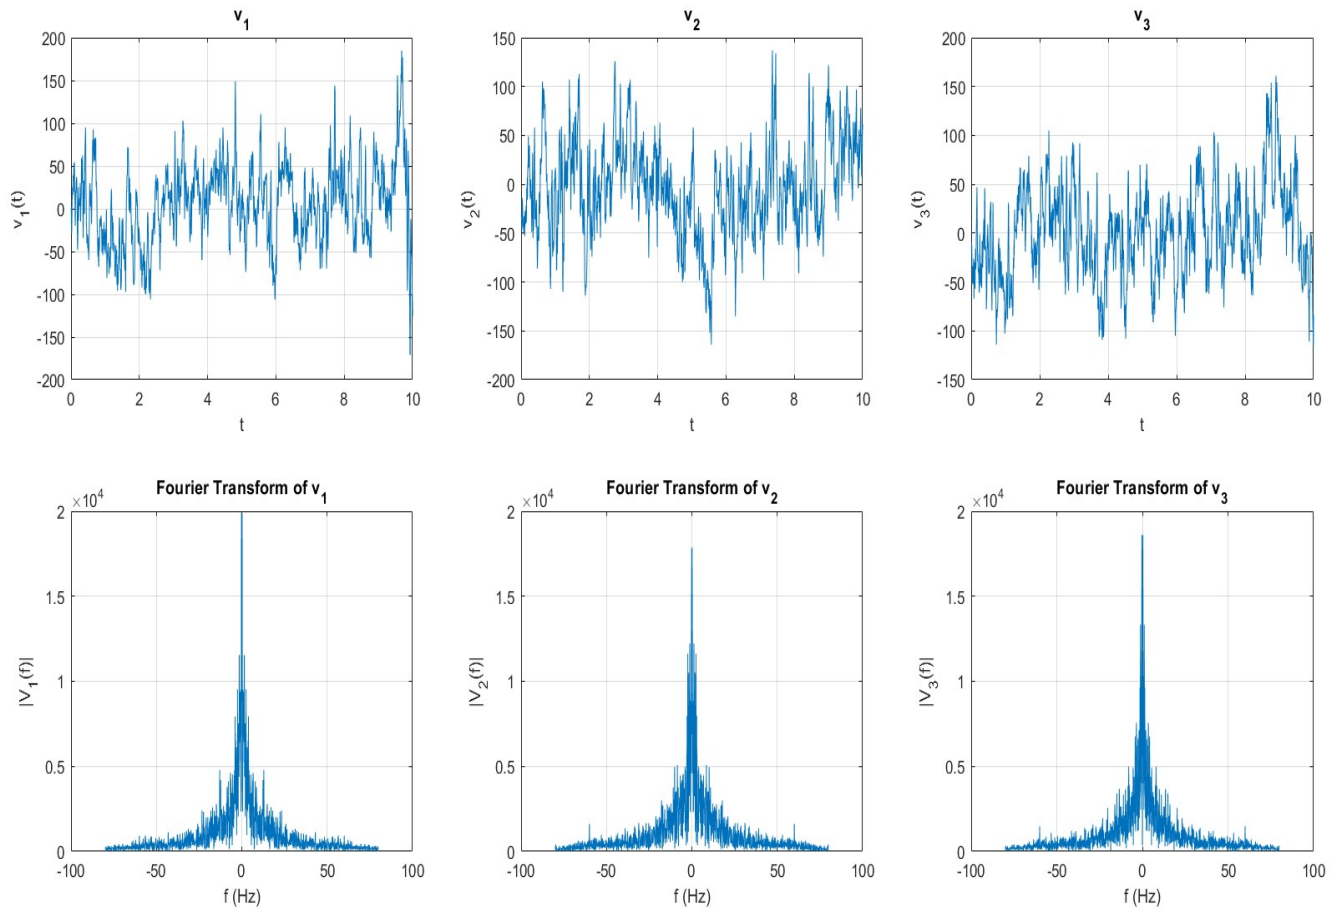 v1
v2
v3
200
150
100
50
0
-50
-100
-150
-200
v1(t)
0 2 4 6 8 10
t
150
100
50
0
-50
-100
-150
-200
v2(t)
0 2 4 6 8 10
t
200
150
100
50
0
-50
-100
-150
v3(t)
0 2 4 6 8 10
t
Fourier Transform of v1
×10^4
2
1.5
1
0.5
0
|V1(f)|
-100 -50 0 50 100
f (Hz)
Fourier Transform of v2
×10^4
2
1.5
1
0.5
0
|V2(f)|
-100 -50 0 50 100
f (Hz)
Fourier Transform of v3
×10^4
2
1.5
1
0.5
0
|V3(f)|
-100 -50 0 50 100
f (Hz)